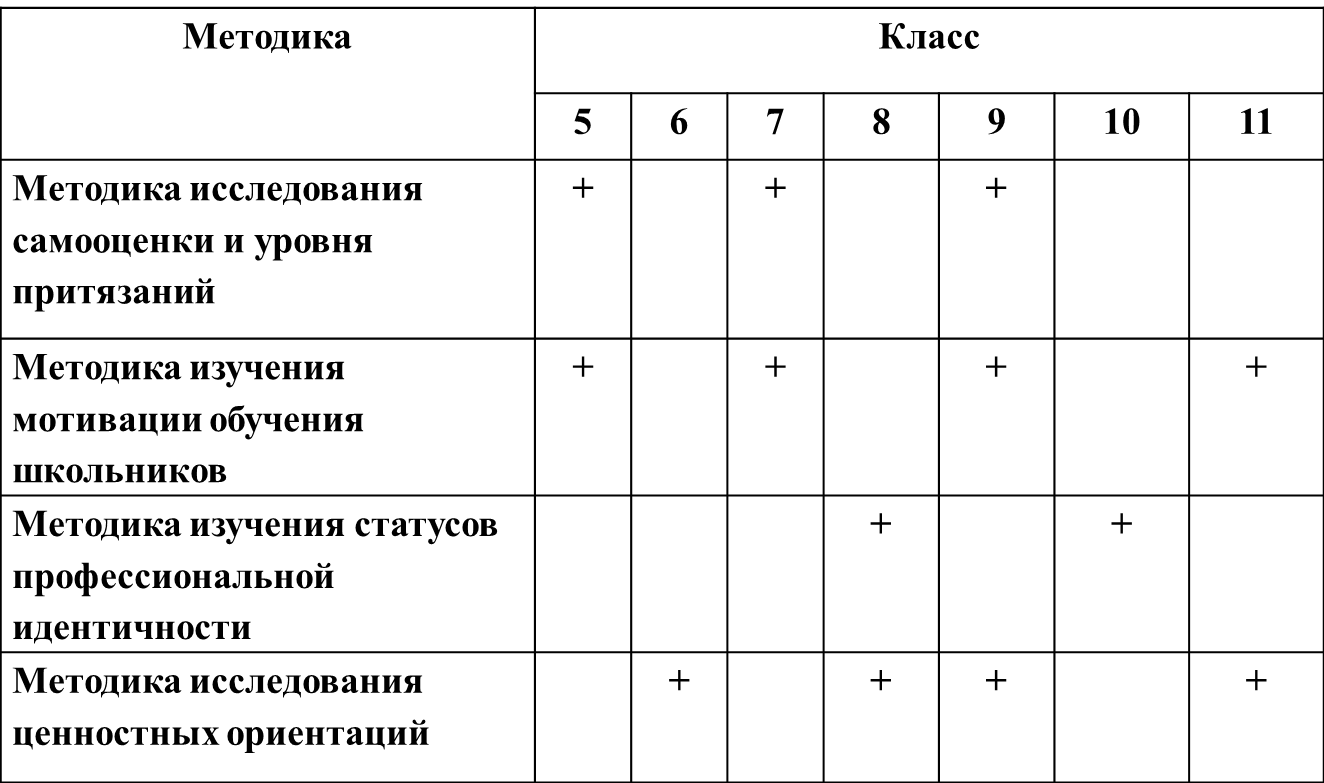 Методика Класс
5 6 7 8 9 10 11
Методика исследования + + +
самооценки и уровня
притязаний
Методика изучения + + + +
мотивации обучения
школьников
Методика изучения статусов + +
профессиональной
идентичности
Методика исследования + + + +
ценностных ориентаций